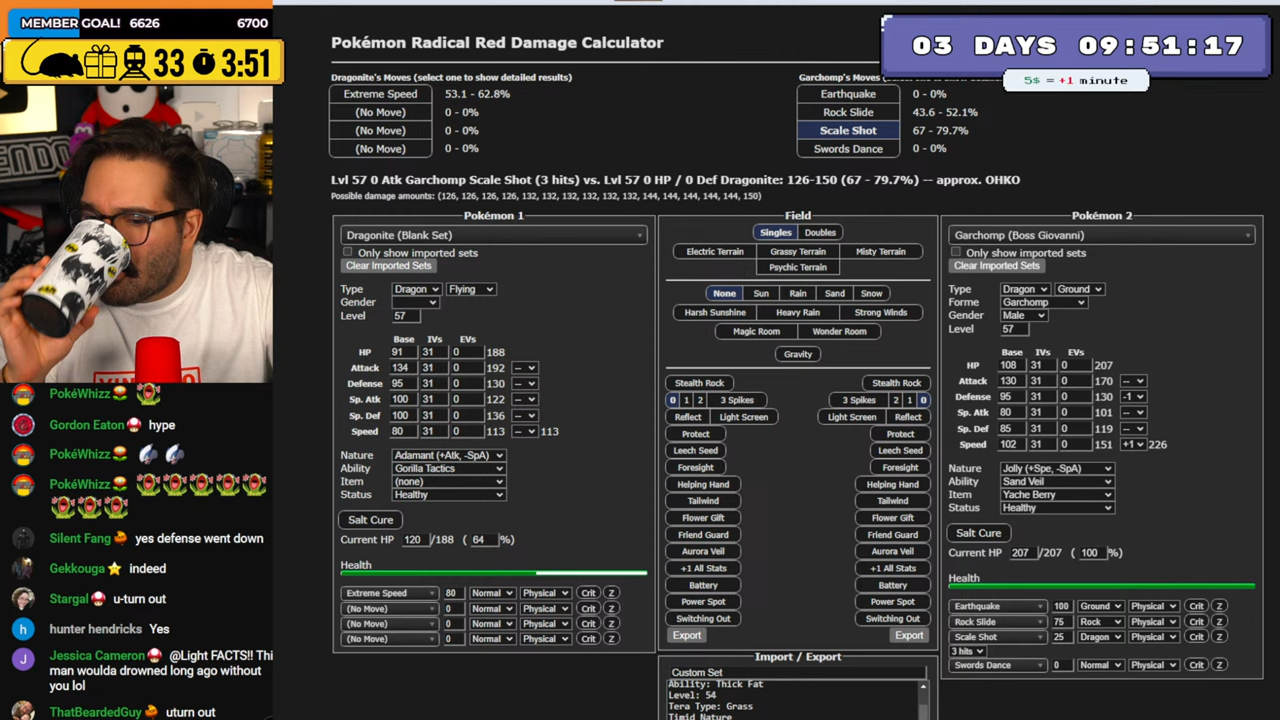 MEMBER GOAL! 6626 6700
33 3:51
03 DAYS 09:51:17
5$ = +1 minute
Pokémon Radical Red Damage Calculator
Dragonite's Moves (select one to show detailed results)
Extreme Speed 53.1 - 62.8%
(No Move) 0 - 0%
(No Move) 0 - 0%
(No Move) 0 - 0%
Garchomp's Moves
Earthquake 0 - 0%
Rock Slide 43.6 - 52.1%
Scale Shot 67 - 79.7%
Swords Dance 0 - 0%
Lvl 57 0 Atk Garchomp Scale Shot (3 hits) vs. Lvl 57 0 HP / 0 Def Dragonite: 126-150 (67 - 79.7%) -- approx. OHKO
Possible damage amounts: (126, 126, 126, 126, 132, 132, 132, 132, 132, 132, 144, 144, 144, 144, 144, 150)
Pokémon 1
Dragonite (Blank Set)
Only show imported sets
Clear Imported Sets
Type Dragon Flying
Gender
Level 57
Base IVs EVs
HP 91 31 0 188
Attack 134 31 0 192 --
Defense 95 31 0 130 --
Sp. Atk 100 31 0 122 --
Sp. Def 100 31 0 136 --
Speed 80 31 0 113 -- 113
Nature Adamant (+Atk, -SpA)
Ability Gorilla Tactics
Item (none)
Status Healthy
Salt Cure
Current HP 120 /188 ( 64 %)
Health
Extreme Speed 80 Normal Physical Crit Z
(No Move) 0 Normal Physical Crit Z
(No Move) 0 Normal Physical Crit Z
(No Move) 0 Normal Physical Crit Z
Field
Singles Doubles
Electric Terrain Grassy Terrain Misty Terrain
Psychic Terrain
None Sun Rain Sand Snow
Harsh Sunshine Heavy Rain Strong Winds
Magic Room Wonder Room
Gravity
Stealth Rock Stealth Rock
0 1 2 3 Spikes 3 Spikes 2 1 0
Reflect Light Screen Light Screen Reflect
Protect Protect
Leech Seed Leech Seed
Foresight Foresight
Helping Hand Helping Hand
Tailwind Tailwind
Flower Gift Flower Gift
Friend Guard Friend Guard
Aurora Veil Aurora Veil
+1 All Stats +1 All Stats
Battery Battery
Power Spot Power Spot
Switching Out Switching Out
Export Export
Import / Export
Custom Set
Ability: Thick Fat
Level: 54
Tera Type: Grass
Timid Nature
Pokémon 2
Garchomp (Boss Giovanni)
Only show imported sets
Clear Imported Sets
Type Dragon Ground
Forme Garchomp
Gender Male
Level 57
Base IVs EVs
HP 108 31 0 207
Attack 130 31 0 170 --
Defense 95 31 0 130 -1
Sp. Atk 80 31 0 101 --
Sp. Def 85 31 0 119 --
Speed 102 31 0 151 +1 226
Nature Jolly (+Spe, -SpA)
Ability Sand Veil
Item Yache Berry
Status Healthy
Salt Cure
Current HP 207 /207 ( 100 %)
Health
Earthquake 100 Ground Physical Crit Z
Rock Slide 75 Rock Physical Crit Z
Scale Shot 25 Dragon Physical Crit Z
3 hits
Swords Dance 0 Normal Physical Crit Z
PokéWhizz
Gordon Eaton hype
PokéWhizz
PokéWhizz
Silent Fang yes defense went down
Gekkouga indeed
Stargal u-turn out
hunter hendricks Yes
Jessica Cameron @Light FACTS!! Thi
man woulda drowned long ago without
you lol
ThatBeardedGuy uturn out